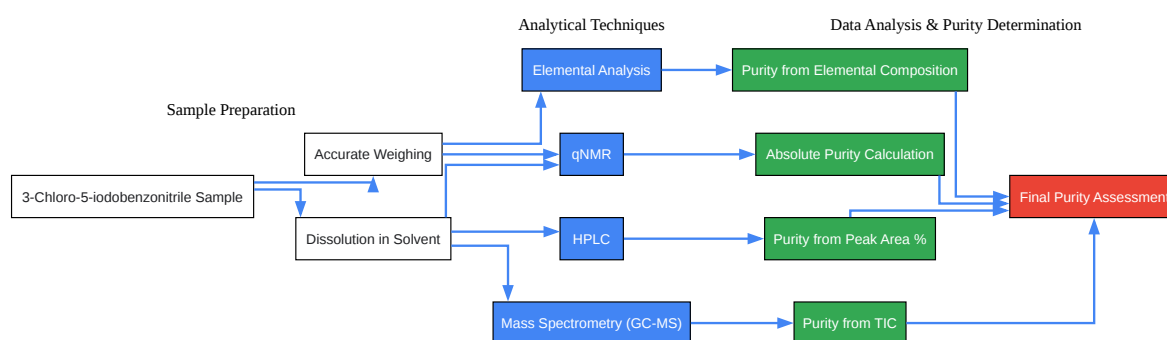 Analytical Techniques
Data Analysis & Purity Determination
Elemental Analysis
Purity from Elemental Composition
Sample Preparation
Accurate Weighing
qNMR
Absolute Purity Calculation
3-Chloro-5-iodobenzonitrile Sample
Final Purity Assessment
Dissolution in Solvent
HPLC
Purity from Peak Area %
Mass Spectrometry (GC-MS)
Purity from TIC